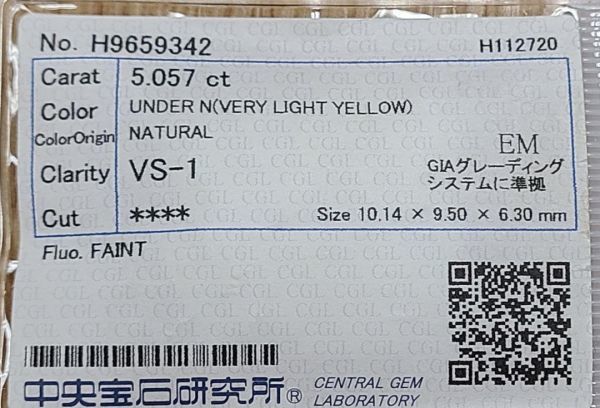 No. H9659342 H112720
Carat 5.057 ct
Color UNDER N(VERY LIGHT YELLOW)
ColorOrigin NATURAL
Clarity VS-1 EM
GIAグレーディング
システムに準拠
Cut **** Size 10.14 × 9.50 × 6.30 mm
Fluo. FAINT
中央宝石研究所® CENTRAL GEM
LABORATORY